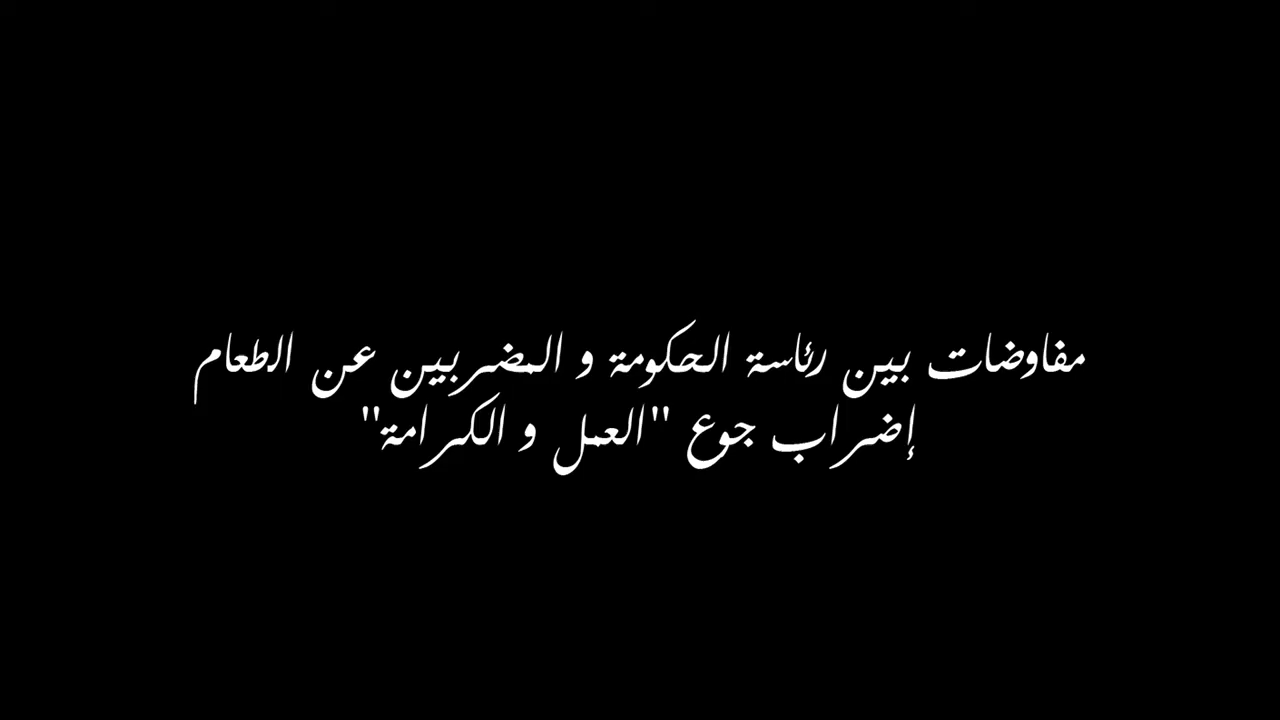 مفاوضات بين رئاسة الحكومة و المضربين عن الطعام
إضراب جوع "العمل و الكرامة"